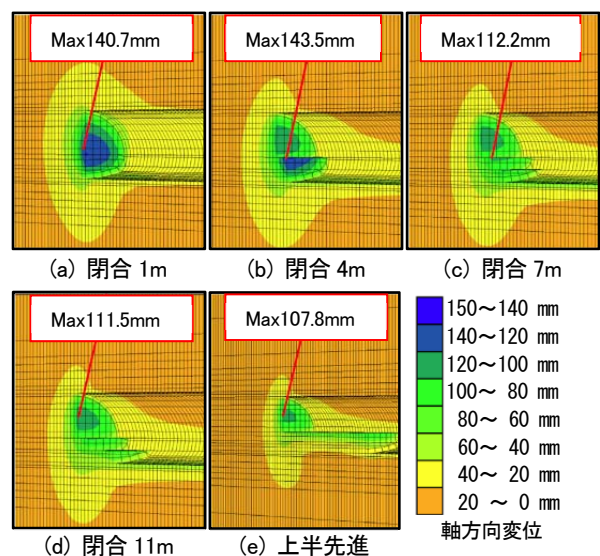 Max140.7mm
Max143.5mm
Max112.2mm
(a) 閉合 1m
(b) 閉合 4m
(c) 閉合 7m
Max111.5mm
Max107.8mm
(d) 閉合 11m
(e) 上半先進
150～140 mm
140～120 mm
120～100 mm
100～ 80 mm
80～ 60 mm
60～ 40 mm
40～ 20 mm
20 ～ 0 mm
軸方向変位